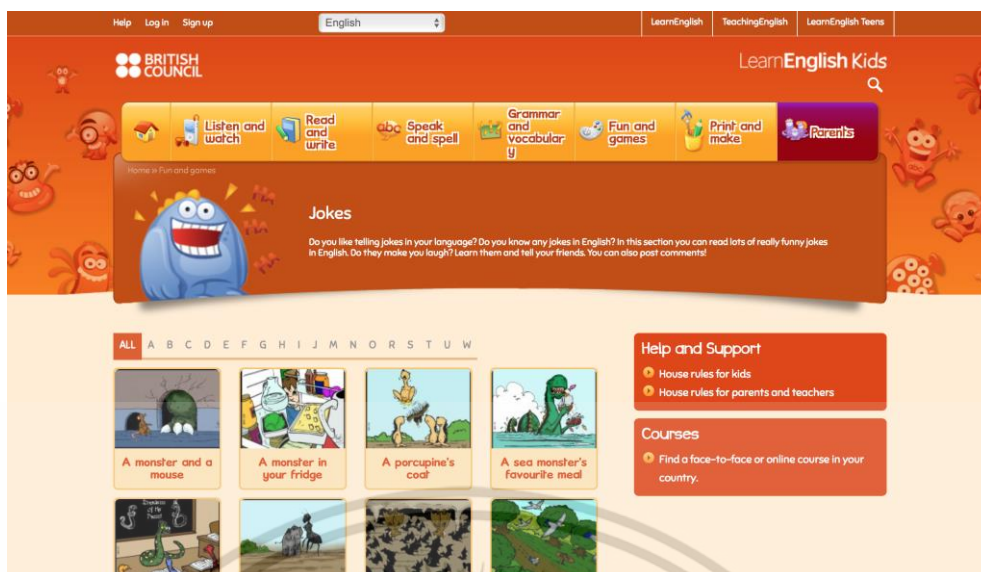 Help Log in Sign up English LearnEnglish TeachingEnglish LearnEnglish Teens
BRITISH
COUNCIL
LearnEnglish Kids
Listen and
watch
Read
and
write
Speak
and spell
Grammar
and
vocabular
y
Fun and
games
Print and
make
Parents
abc
Home » Fun and games
HA
HA
HA
Jokes
Do you like telling jokes in your language? Do you know any jokes in English? In this section you can read lots of really funny jokes
in English. Do they make you laugh? Learn them and tell your friends. You can also post comments!
ALL A B C D E F G H I J M N O R S T U W
Help and Support
House rules for kids
House rules for parents and teachers
Courses
Find a face-to-face or online course in your
country.
A monster and a
mouse
A monster in
your fridge
A porcupine's
coat
A sea monster's
favourite meal